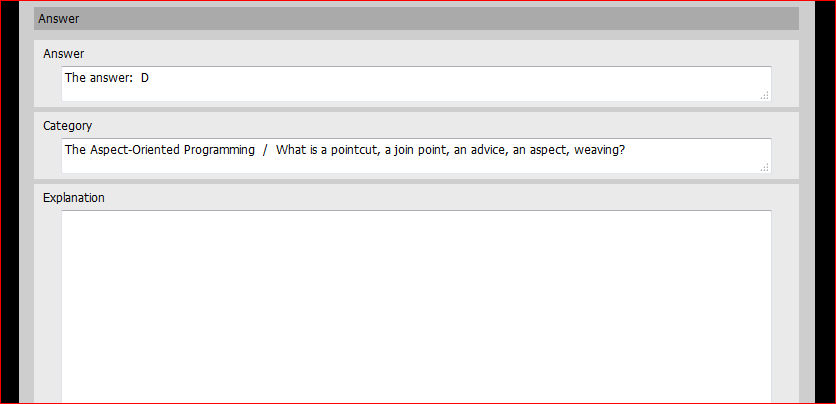 Answer
Answer
The answer:  D
Category
The Aspect-Oriented Programming  /  What is a pointcut, a join point, an advice, an aspect, weaving?
Explanation